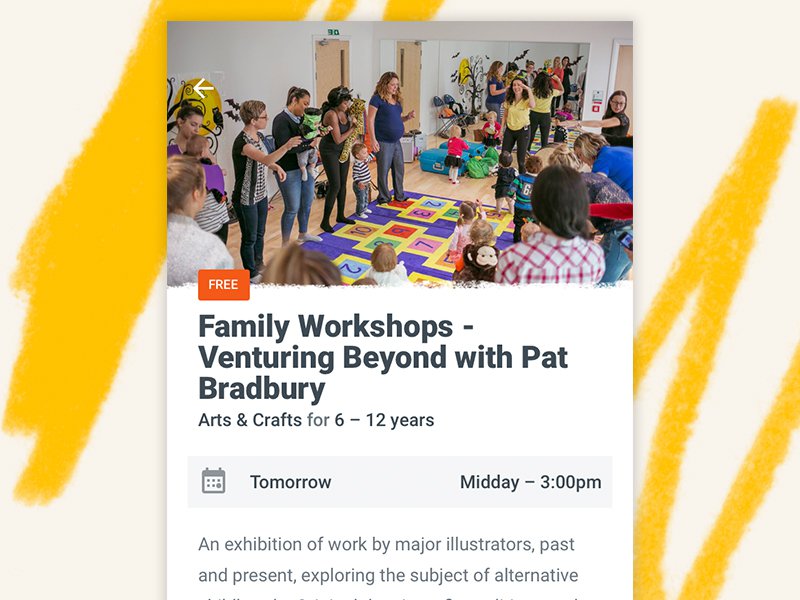 FREE
Family Workshops -
Venturing Beyond with Pat
Bradbury
Arts & Crafts for 6 – 12 years
Tomorrow Midday – 3:00pm
An exhibition of work by major illustrators, past
and present, exploring the subject of alternative